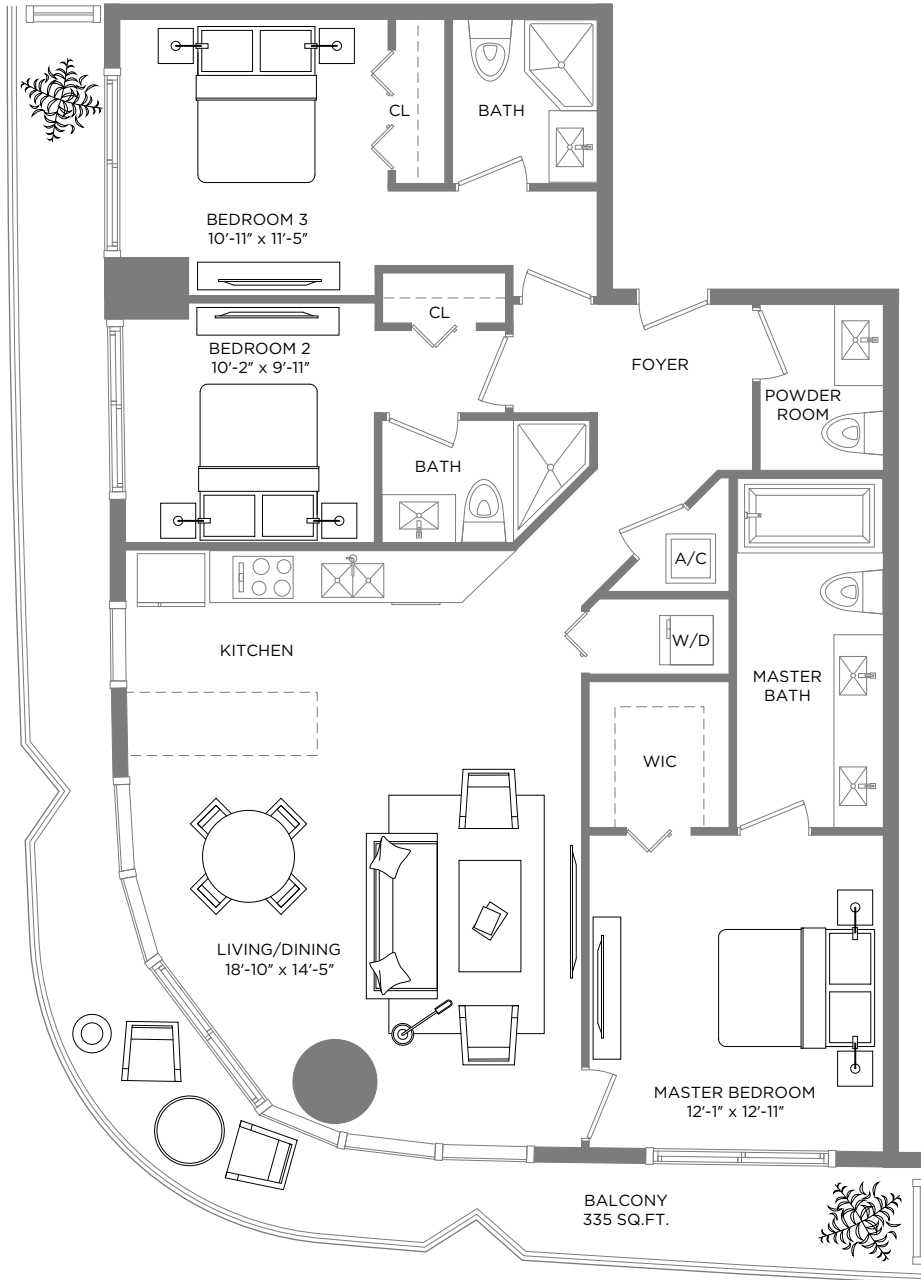 BATH
CL
BEDROOM 3
10'-11" x 11'-5"
CL
BEDROOM 2
10'-2" x 9'-11"
FOYER
POWDER
ROOM
BATH
A/C
KITCHEN
W/D
MASTER
BATH
WIC
LIVING/DINING
18'-10" x 14'-5"
MASTER BEDROOM
12'-1" x 12'-11"
BALCONY
335 SQ.FT.